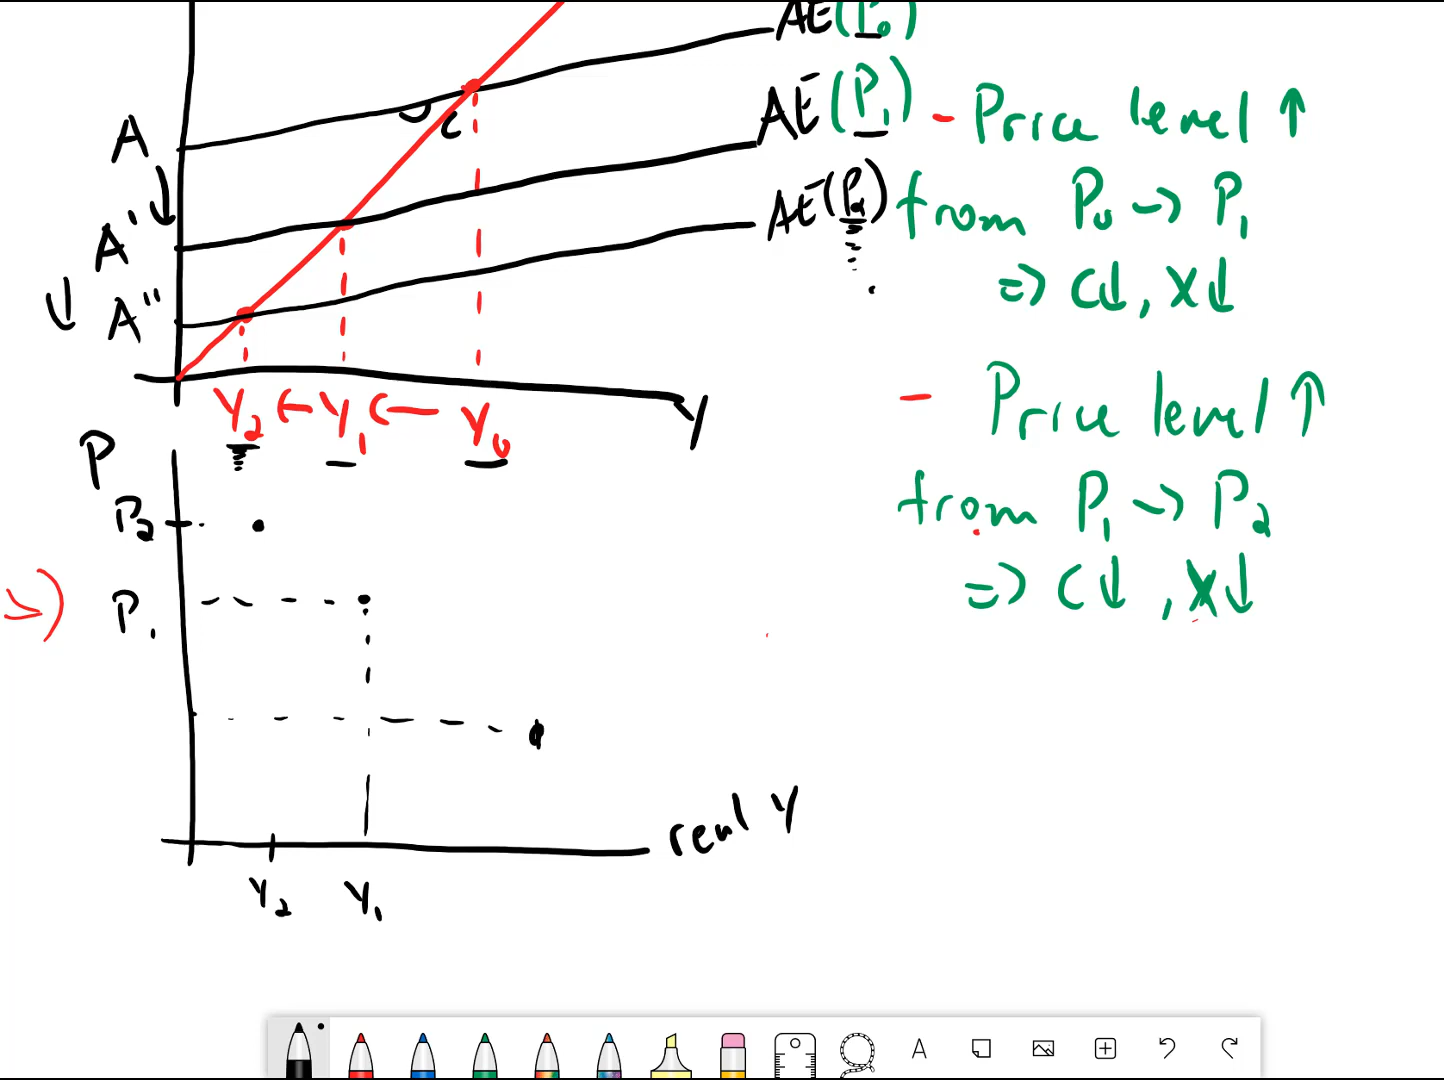 AE(P₀)
A
c
AE(P₁)
- Price level ↑
from P₀ → P₁
⇒ C↓, X↓
A'
AE(P₂)
↓ A''
Y₂ ← Y₁ ← Y₀
Y
- Price level ↑
from P₁ → P₂
⇒ C↓, X↓
P
P₂
P₁
real Y
Y₂ Y₁
A